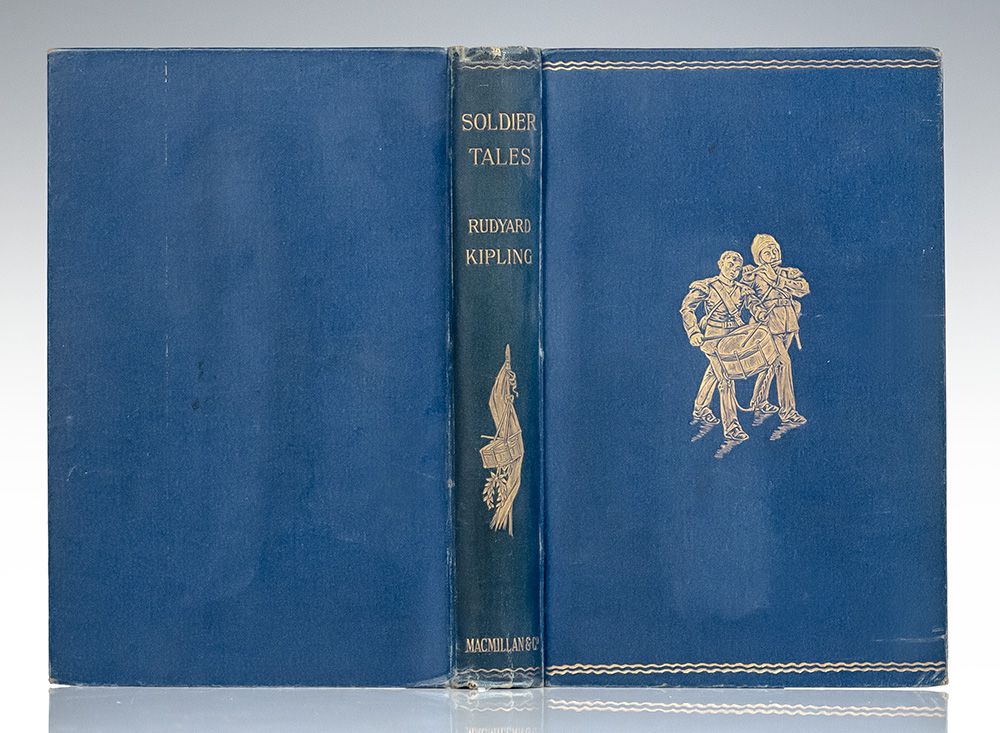 SOLDIER
TALES
RUDYARD
KIPLING
MACMILLAN & Cº